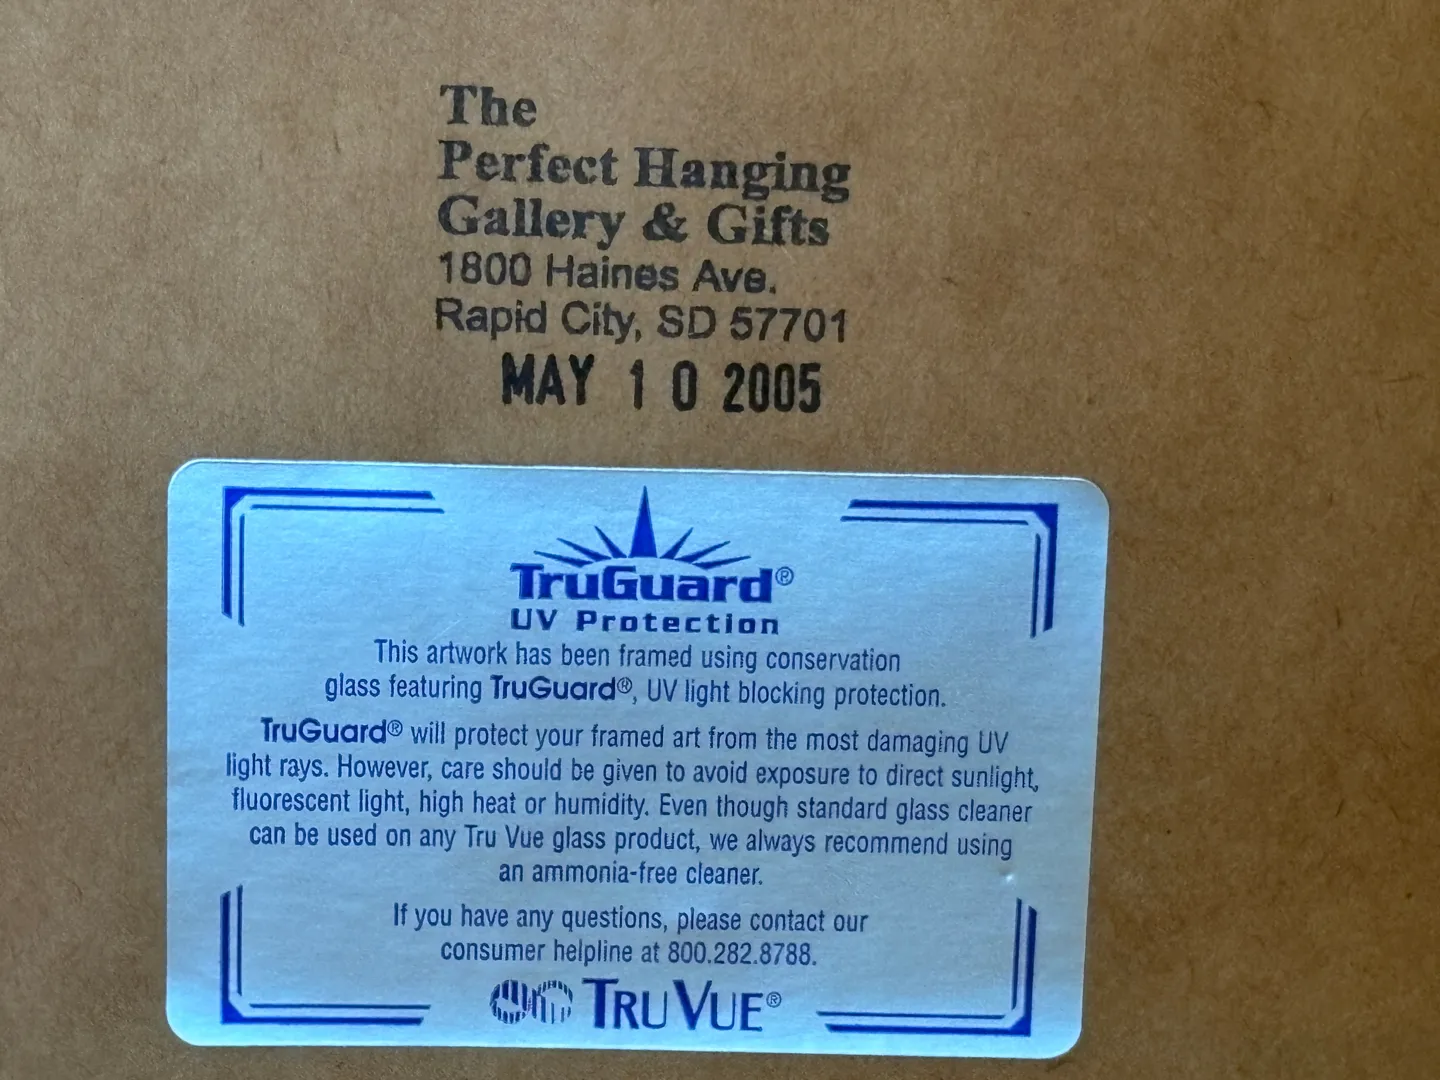 The
Perfect Hanging
Gallery & Gifts
1800 Haines Ave.
Rapid City, SD 57701
MAY 10 2005
TruGuard®
UV Protection
This artwork has been framed using conservation
glass featuring TruGuard®, UV light blocking protection.
TruGuard® will protect your framed art from the most damaging UV
light rays. However, care should be given to avoid exposure to direct sunlight,
fluorescent light, high heat or humidity. Even though standard glass cleaner
can be used on any Tru Vue glass product, we always recommend using
an ammonia-free cleaner.
If you have any questions, please contact our
consumer helpline at 800.282.8788.
TRU VUE®